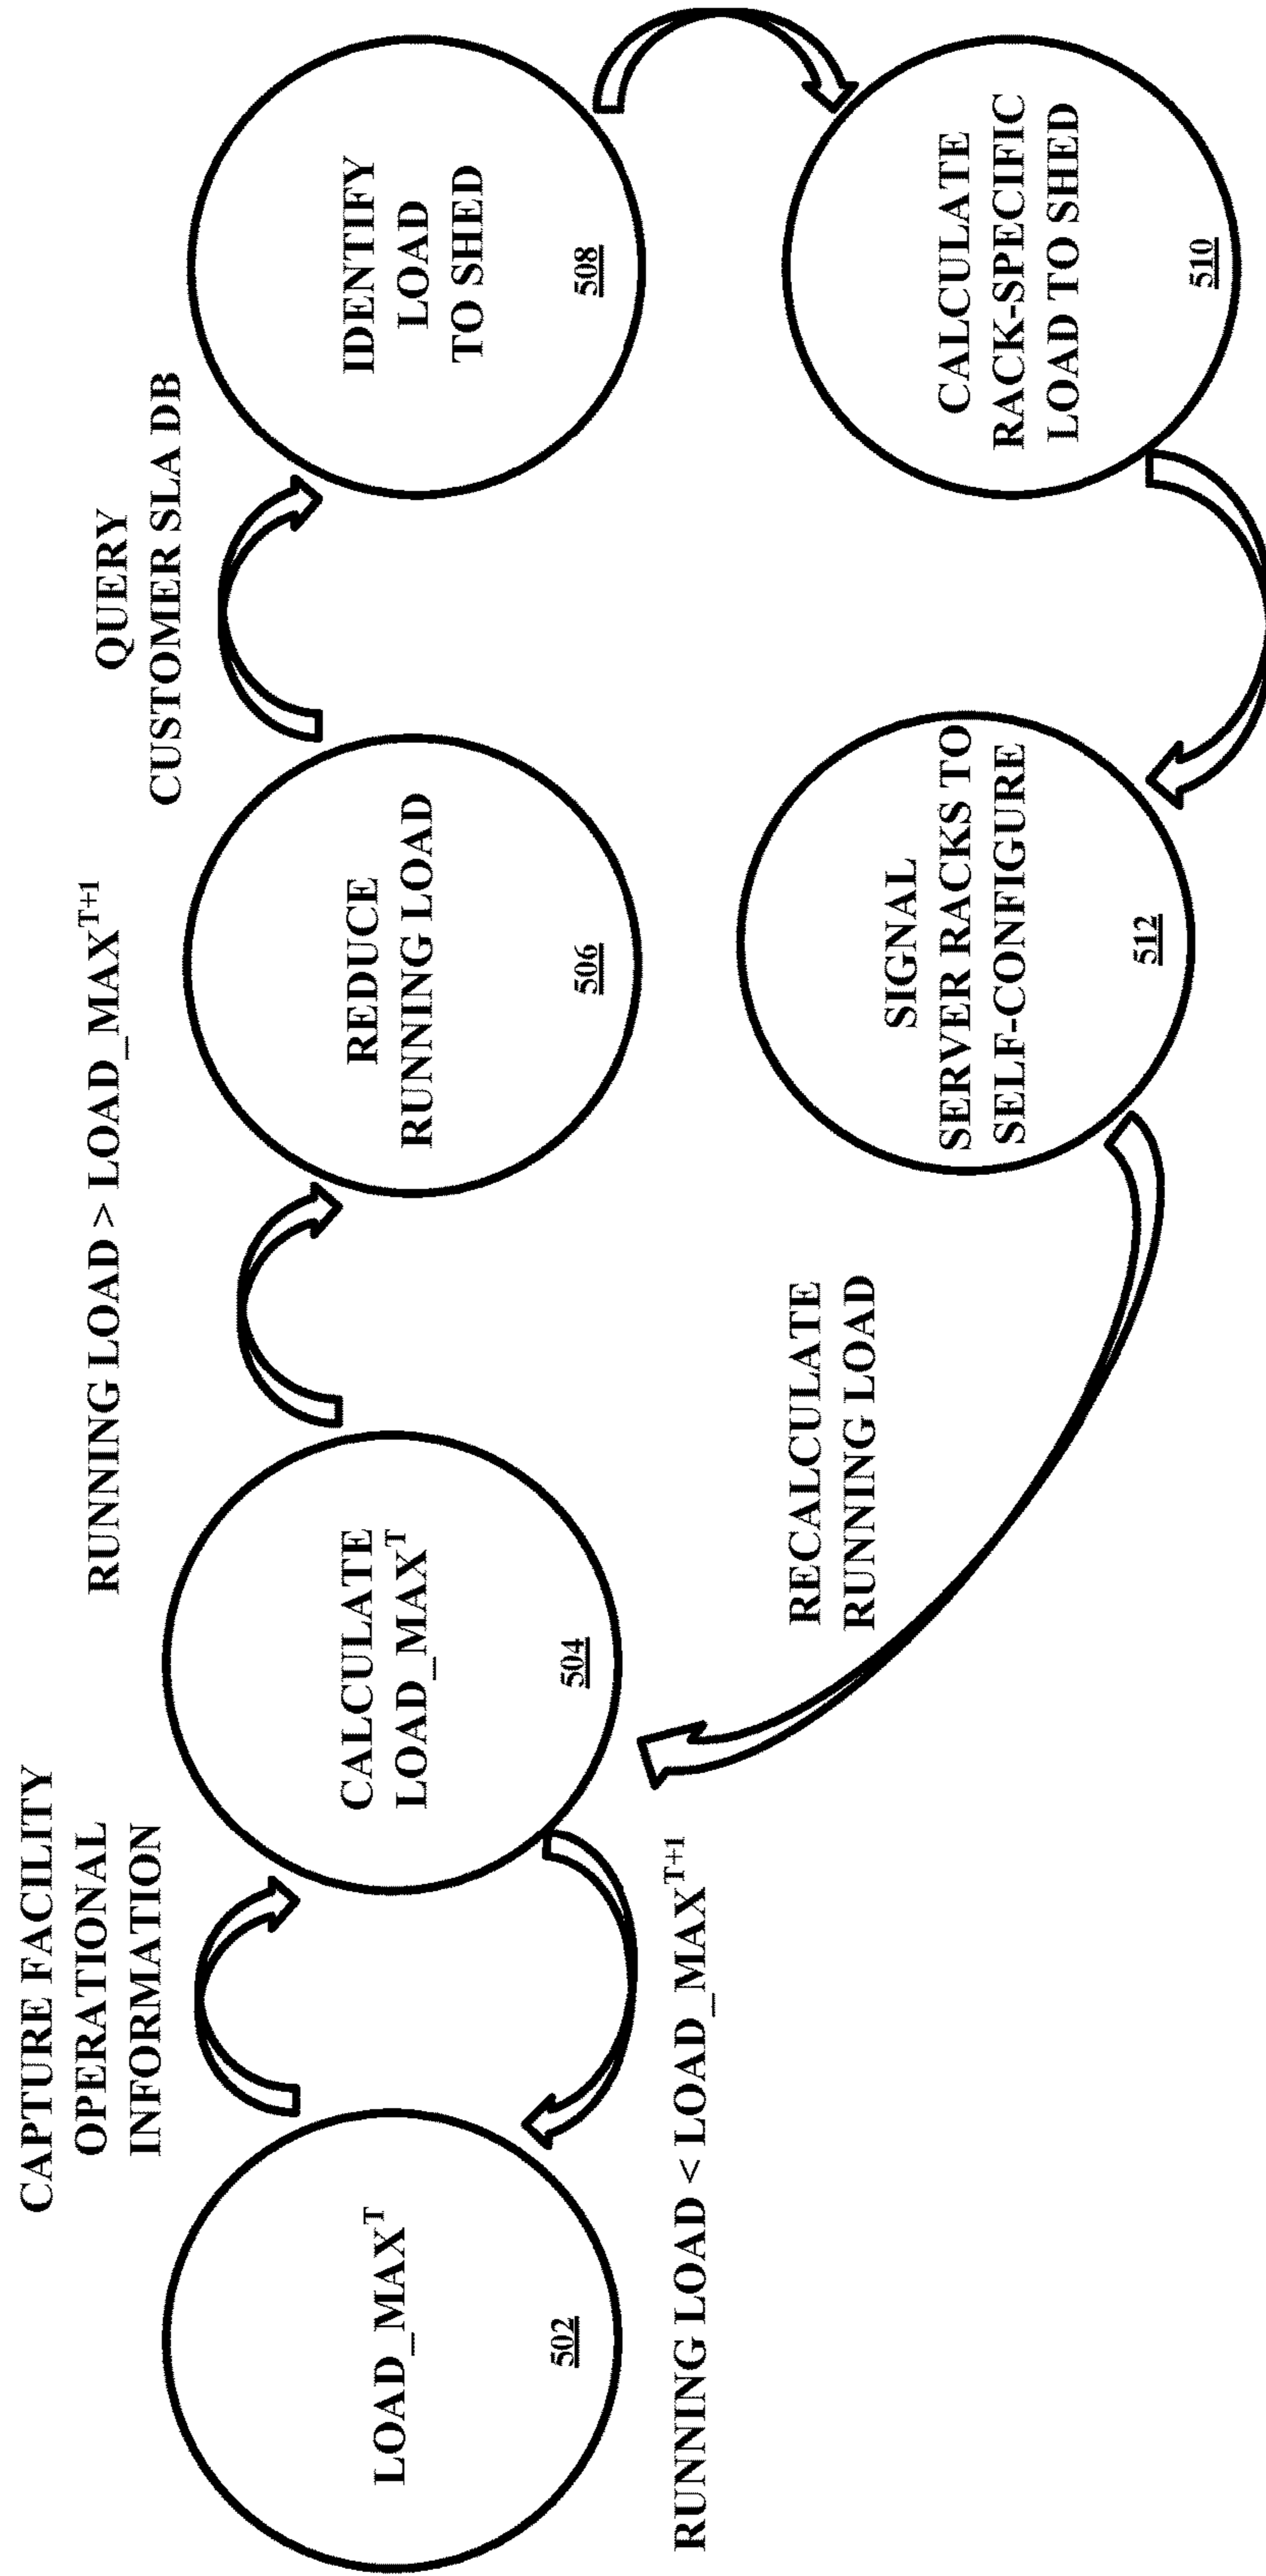 CAPTURE FACILITY
OPERATIONAL
INFORMATION
RUNNING LOAD > LOAD_MAX^T+1
QUERY
CUSTOMER SLA DB
LOAD_MAX^T
502
CALCULATE
LOAD_MAX^T
504
REDUCE
RUNNING LOAD
506
IDENTIFY
LOAD
TO SHED
508
RUNNING LOAD < LOAD_MAX^T+1
RECALCULATE
RUNNING LOAD
SIGNAL
SERVER RACKS TO
SELF-CONFIGURE
512
CALCULATE
RACK-SPECIFIC
LOAD TO SHED
510